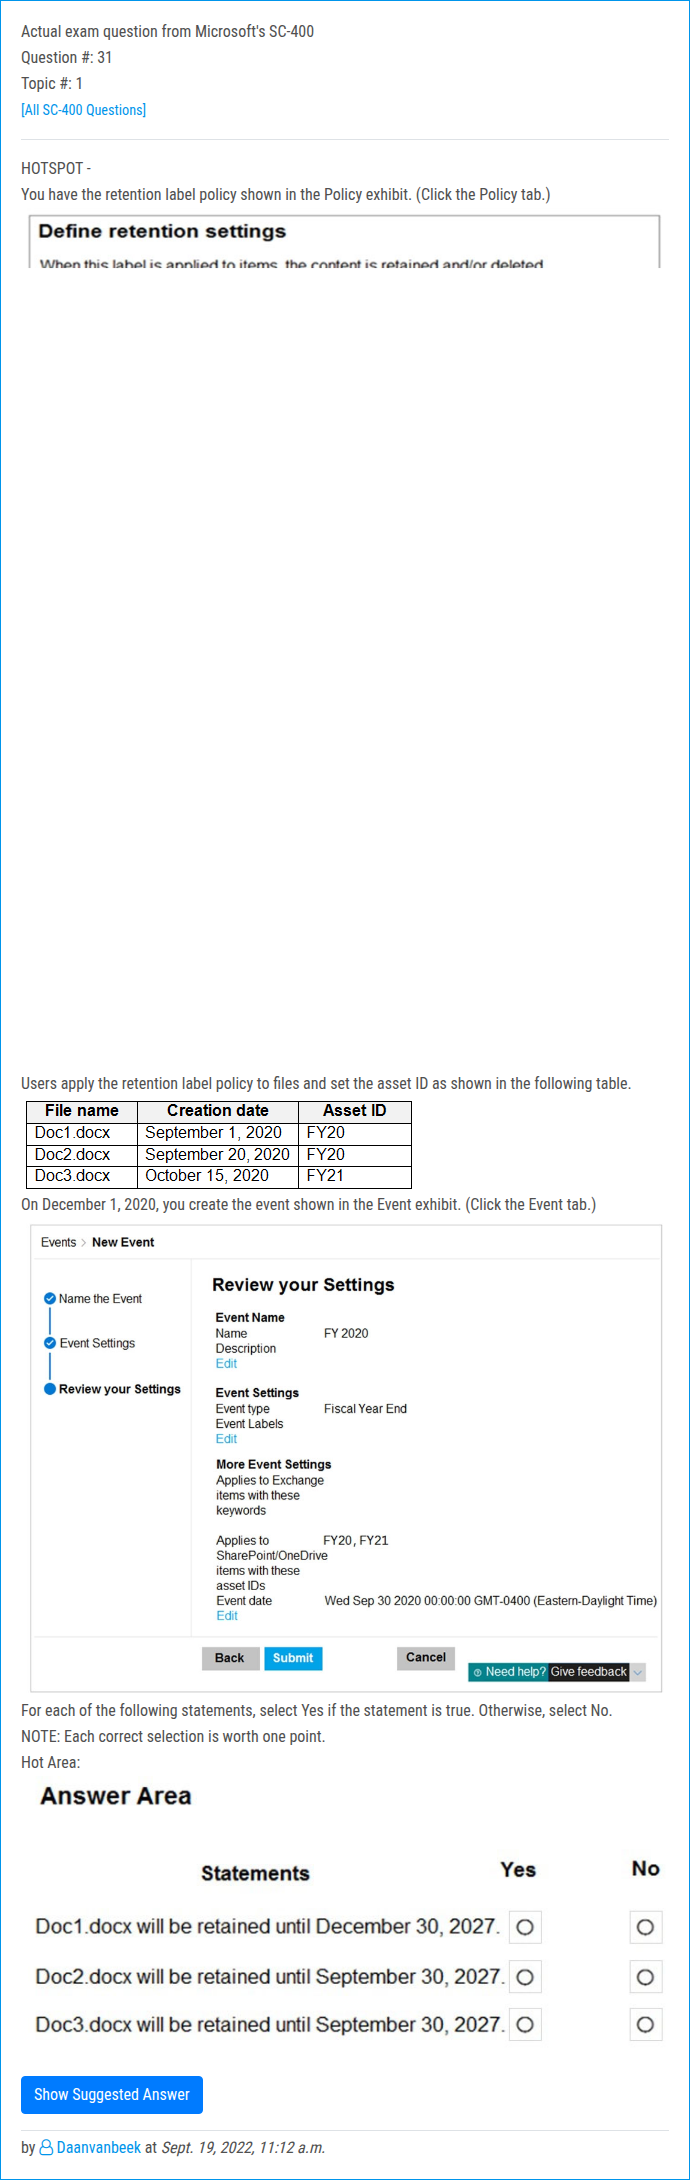 Actual exam question from Microsoft's SC-400
Question #: 31
Topic #: 1
[All SC-400 Questions]
HOTSPOT -
You have the retention label policy shown in the Policy exhibit. (Click the Policy tab.)
Define retention settings
When this label is applied to items, the content is retained and/or deleted
Users apply the retention label policy to files and set the asset ID as shown in the following table.
File name Creation date Asset ID
Doc1.docx September 1, 2020 FY20
Doc2.docx September 20, 2020 FY20
Doc3.docx October 15, 2020 FY21
On December 1, 2020, you create the event shown in the Event exhibit. (Click the Event tab.)
Events > New Event
Name the Event
Event Settings
Review your Settings
Review your Settings
Event Name
Name FY 2020
Description
Edit
Event Settings
Event type Fiscal Year End
Event Labels
Edit
More Event Settings
Applies to Exchange
items with these
keywords
Applies to FY20, FY21
SharePoint/OneDrive
items with these
asset IDs
Event date Wed Sep 30 2020 00:00:00 GMT-0400 (Eastern-Daylight Time)
Edit
Back Submit Cancel
Need help? Give feedback
For each of the following statements, select Yes if the statement is true. Otherwise, select No.
NOTE: Each correct selection is worth one point.
Hot Area:
Answer Area
Statements Yes No
Doc1.docx will be retained until December 30, 2027.
Doc2.docx will be retained until September 30, 2027.
Doc3.docx will be retained until September 30, 2027.
Show Suggested Answer
by Daanvanbeek at Sept. 19, 2022, 11:12 a.m.